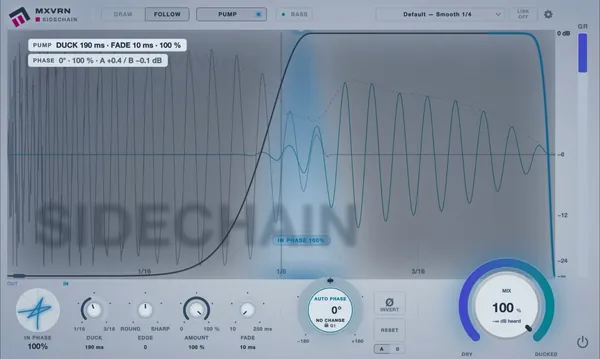 MXVRN
SIDECHAIN
DRAW
FOLLOW
PUMP
BASS
Default – Smooth 1/4
LINK
OFF
GR
PUMP DUCK 190 ms · FADE 10 ms · 100 %
PHASE 0° · 100 % · A +0.4 / B −0.1 dB
0 dB
−6
−12
−24
SIDECHAIN
IN PHASE 100%
1/16
1/8
3/16
OUT
IN
IN PHASE
100%
1/16
3/16
DUCK
190 ms
ROUND
SHARP
EDGE
0
0
100 %
AMOUNT
100 %
10
250 ms
FADE
10 ms
AUTO PHASE
0°
NO CHANGE
−180
+180
Ø
INVERT
RESET
A
B
MIX
100 %
DRY
DUCKED